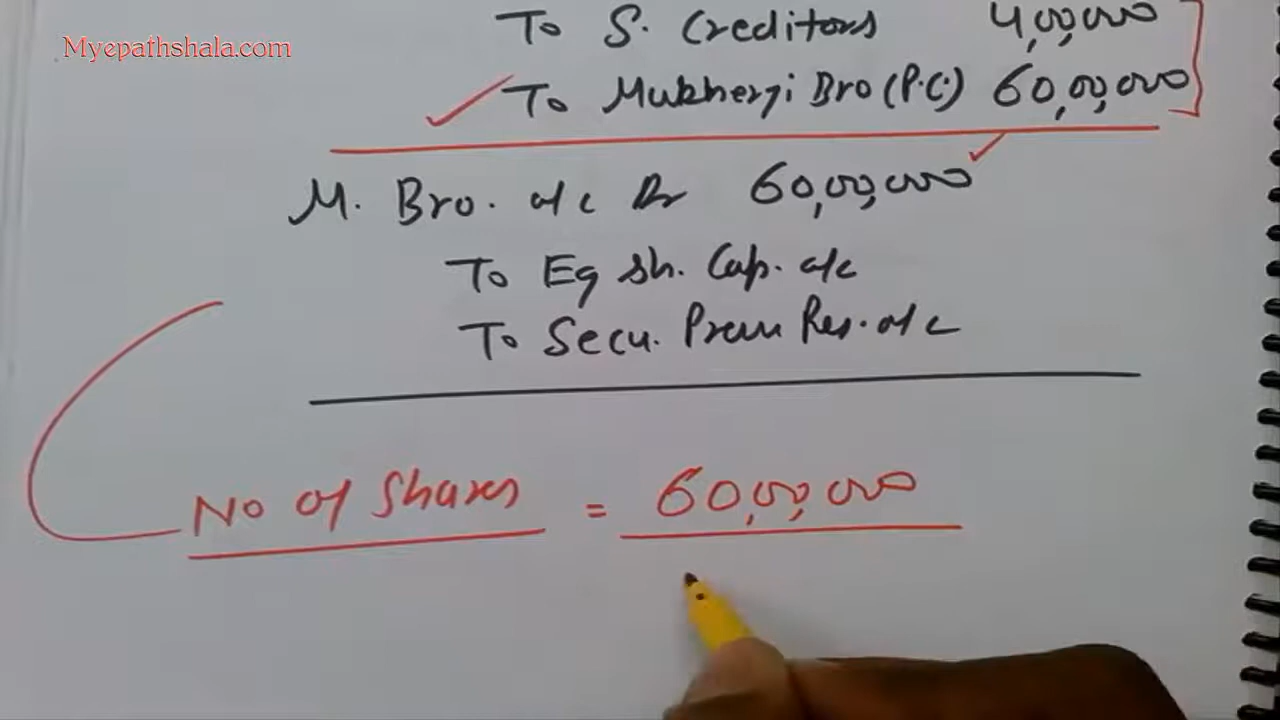 Myepathshala.com
To S. Creditors 4,00,000
To Mukherji Bro (P.C) 60,00,000
M. Bro. a/c Dr 60,00,000
To Eq Sh. Cap. a/c
To Secu. Prem Res. a/c
No of Shares = 60,00,000